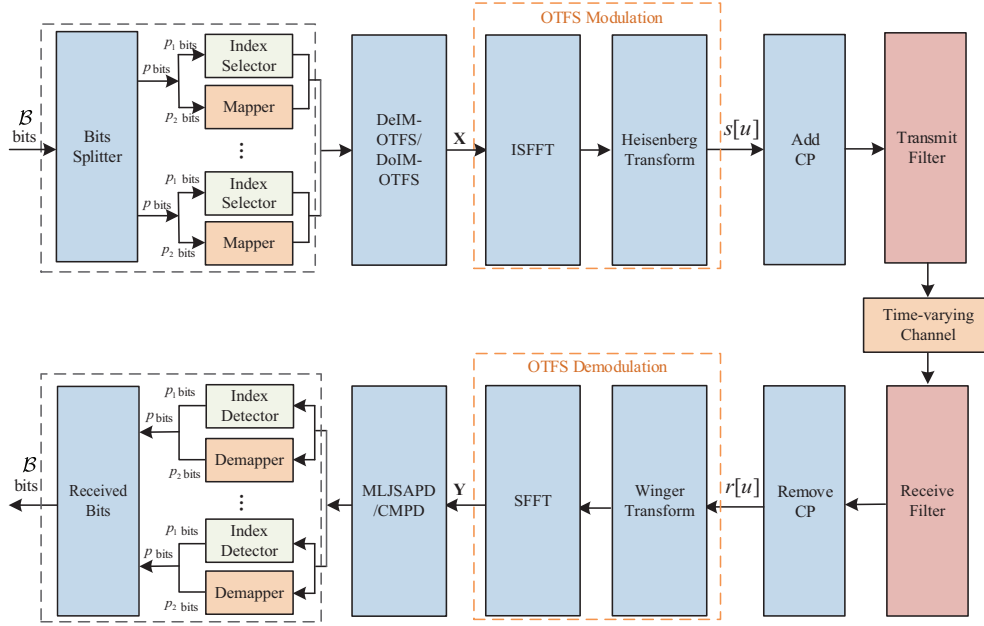 OTFS Modulation
𝓑
bits
Bits
Splitter
p bits
p₁ bits
Index
Selector
p₂ bits
Mapper
⋮
p bits
p₁ bits
Index
Selector
p₂ bits
Mapper
DeIM-
OTFS/
DoIM-
OTFS
X
ISFFT
Heisenberg
Transform
s[u]
Add
CP
Transmit
Filter
Time-varying
Channel
OTFS Demodulation
𝓑
bits
Received
Bits
p bits
p₁ bits
Index
Detector
p₂ bits
Demapper
⋮
p bits
p₁ bits
Index
Detector
p₂ bits
Demapper
MLJSAPD
/CMPD
Y
SFFT
Winger
Transform
r[u]
Remove
CP
Receive
Filter